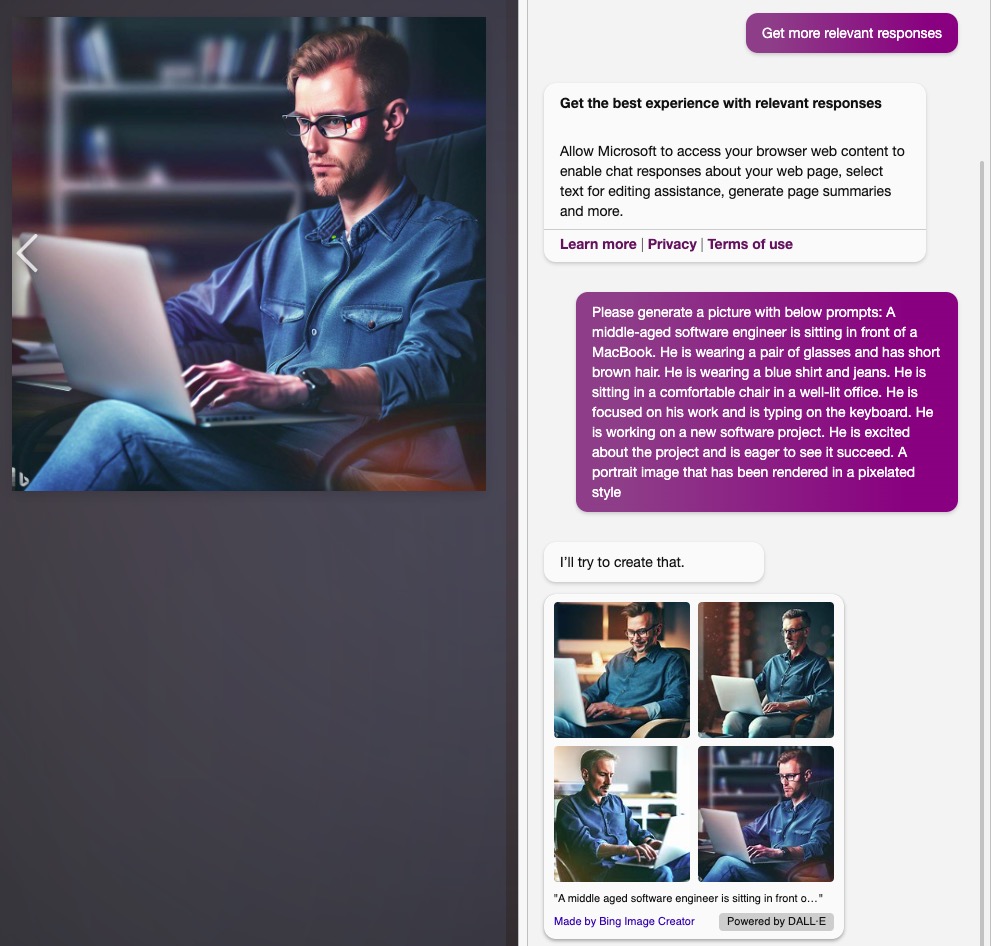 Get more relevant responses
Get the best experience with relevant responses
Allow Microsoft to access your browser web content to
enable chat responses about your web page, select
text for editing assistance, generate page summaries
and more.
Learn more | Privacy | Terms of use
Please generate a picture with below prompts: A
middle-aged software engineer is sitting in front of a
MacBook. He is wearing a pair of glasses and has short
brown hair. He is wearing a blue shirt and jeans. He is
sitting in a comfortable chair in a well-lit office. He is
focused on his work and is typing on the keyboard. He
is working on a new software project. He is excited
about the project and is eager to see it succeed. A
portrait image that has been rendered in a pixelated
style
I'll try to create that.
"A middle aged software engineer is sitting in front o..."
Made by Bing Image Creator
Powered by DALL·E